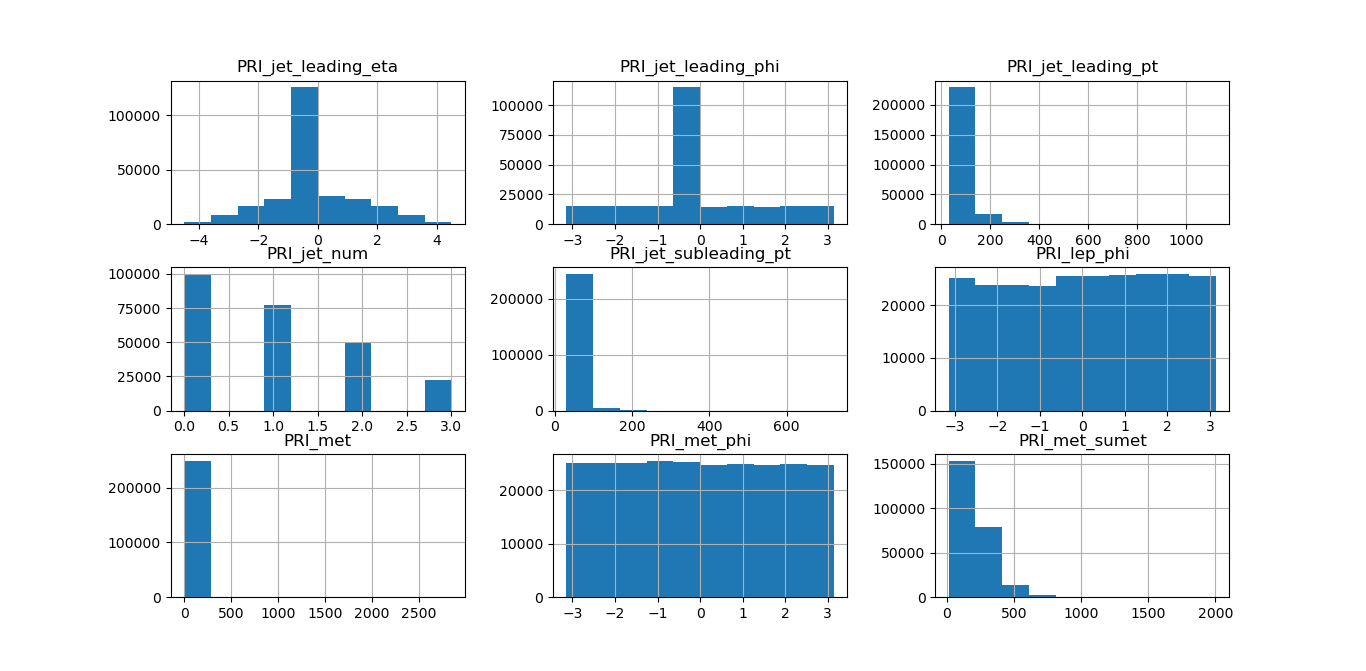 PRI_jet_leading_eta PRI_jet_leading_phi PRI_jet_leading_pt
100000 100000 200000
75000 150000
50000 50000 100000
25000 50000
0 0 0
−4 −2 0 2 4 −3 −2 −1 0 1 2 3 0 200 400 600 800 1000
PRI_jet_num PRI_jet_subleading_pt PRI_lep_phi
100000
75000 200000 20000
50000 100000 10000
25000
0 0 0
0.0 0.5 1.0 1.5 2.0 2.5 3.0 0 200 400 600 −3 −2 −1 0 1 2 3
PRI_met PRI_met_phi PRI_met_sumet
200000 20000 150000
100000 10000 100000
50000
0 0 0
0 500 1000 1500 2000 2500 −3 −2 −1 0 1 2 3 0 500 1000 1500 2000